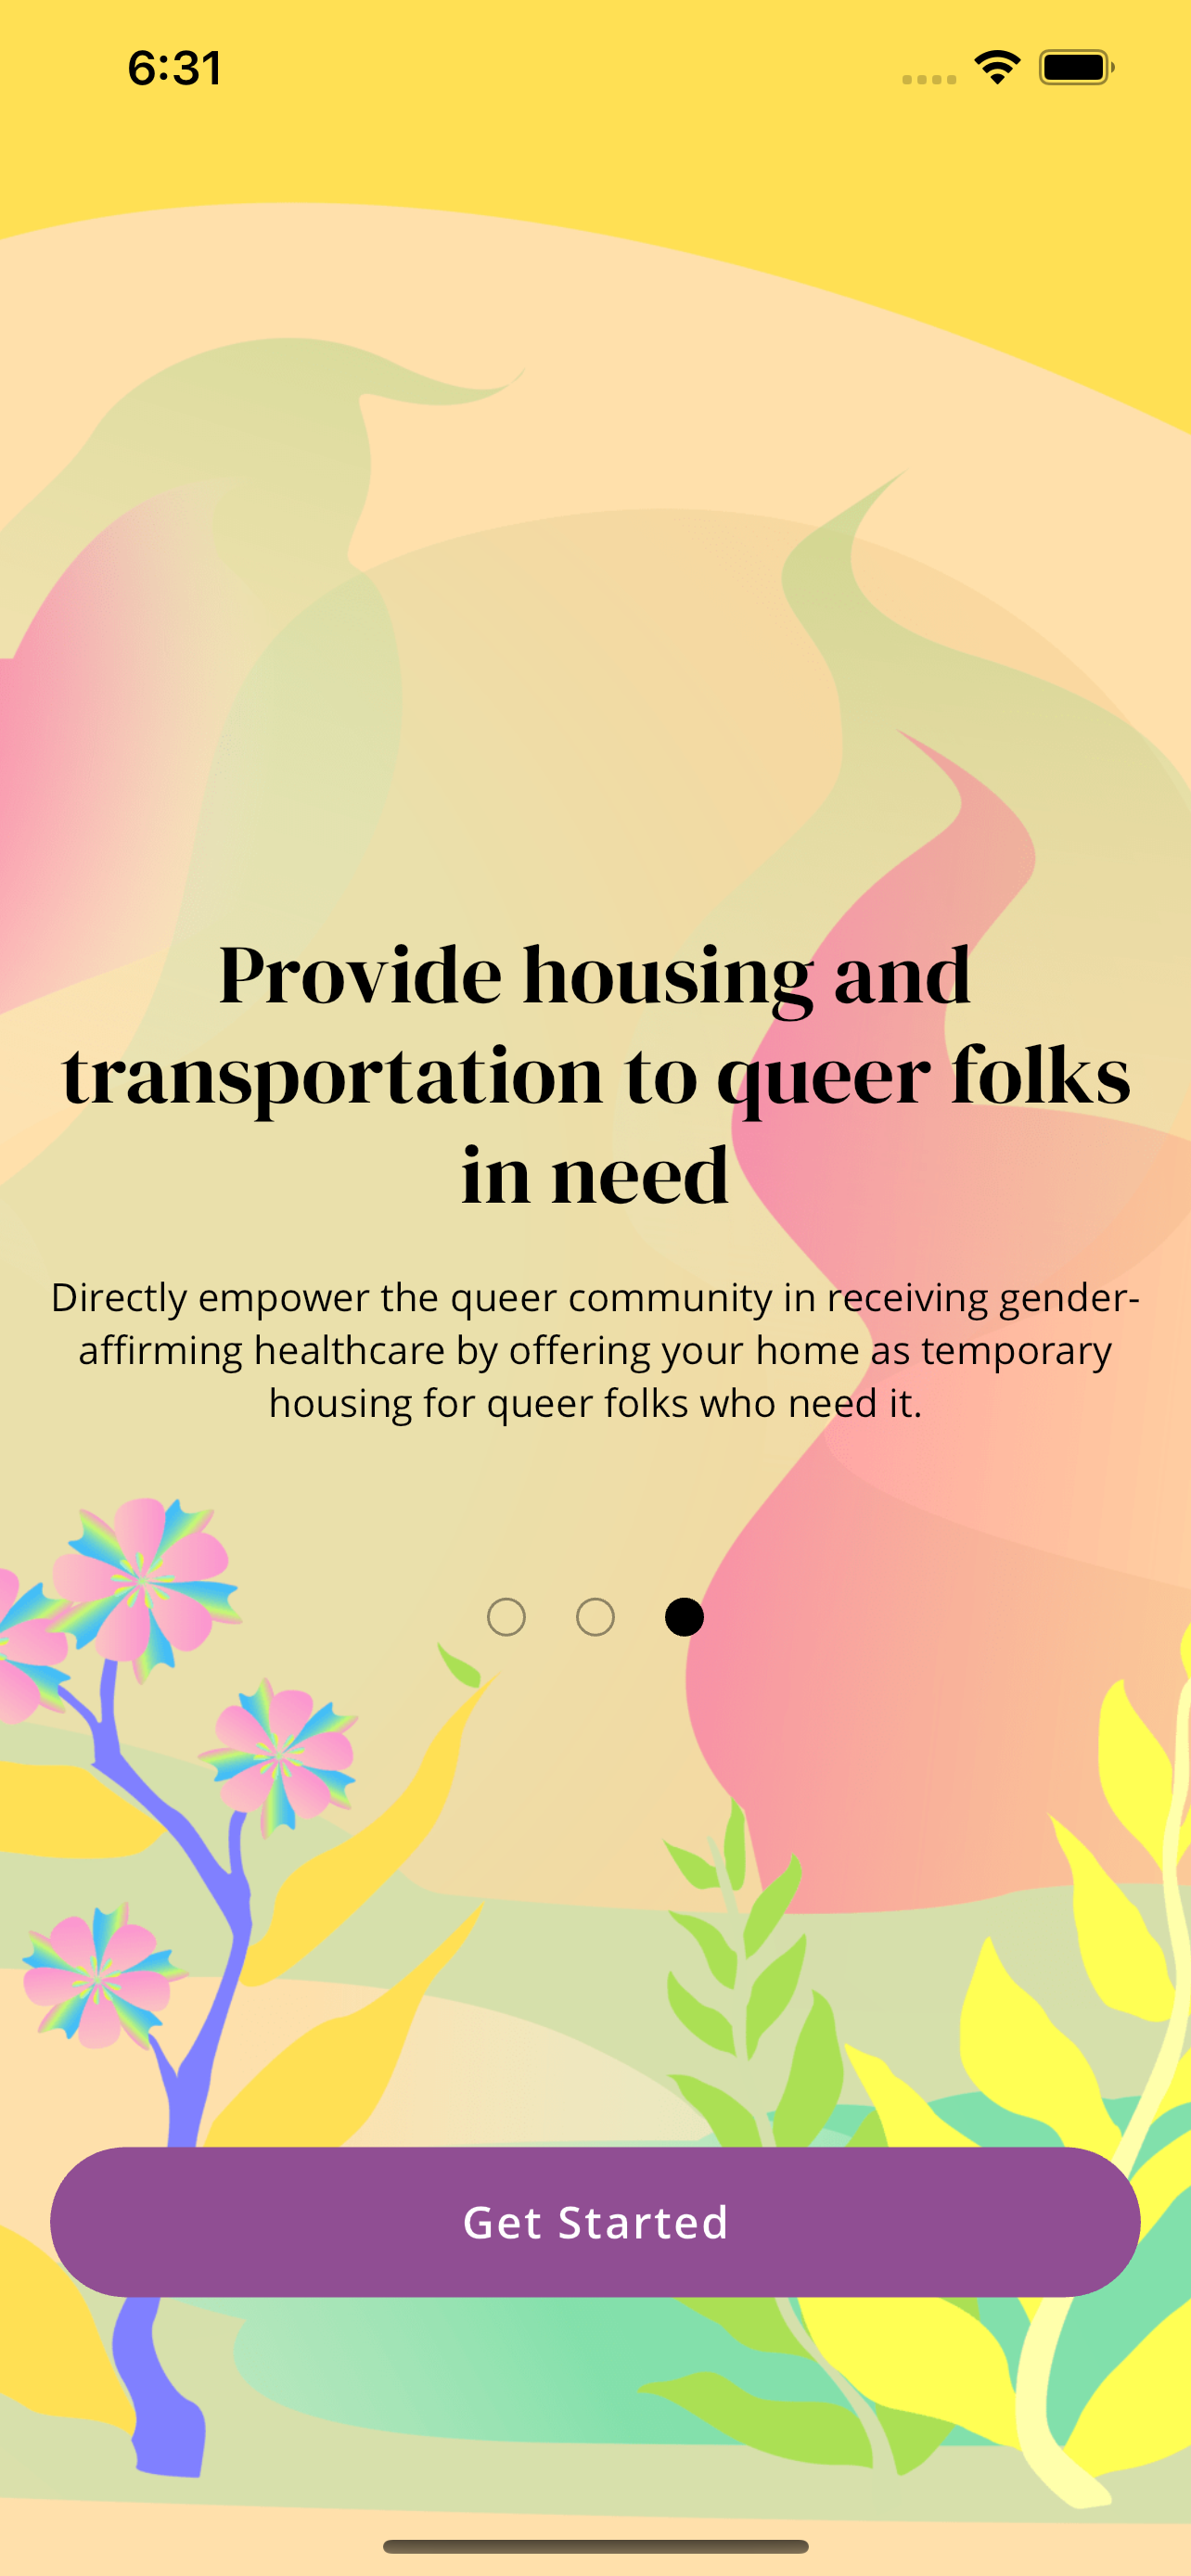 6:31
Provide housing and
transportation to queer folks
in need
Directly empower the queer community in receiving gender-
affirming healthcare by offering your home as temporary
housing for queer folks who need it.
Get Started